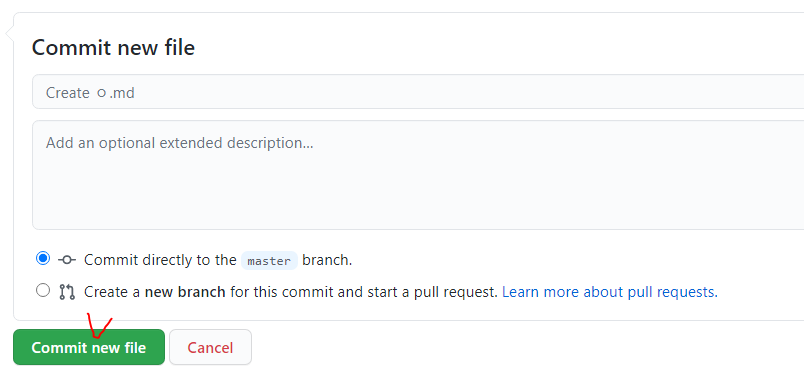 Commit new file
Create ㅇ.md
Add an optional extended description...
Commit directly to the master branch.
Create a new branch for this commit and start a pull request. Learn more about pull requests.
Commit new file Cancel